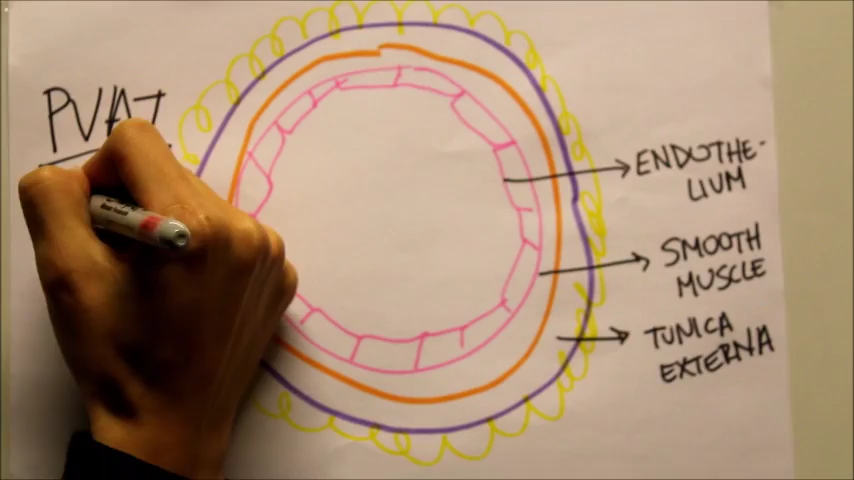 PVAT
ENDOTHE-
LIUM
SMOOTH
MUSCLE
TUNICA
EXTERNA